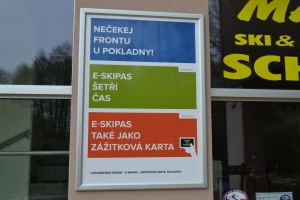 NEČEKEJ
FRONTU
U POKLADNY!
E-SKIPAS
ŠETŘÍ
ČAS
E-SKIPAS
TAKÉ JAKO
ZÁŽITKOVÁ KARTA
SKI &
SCH